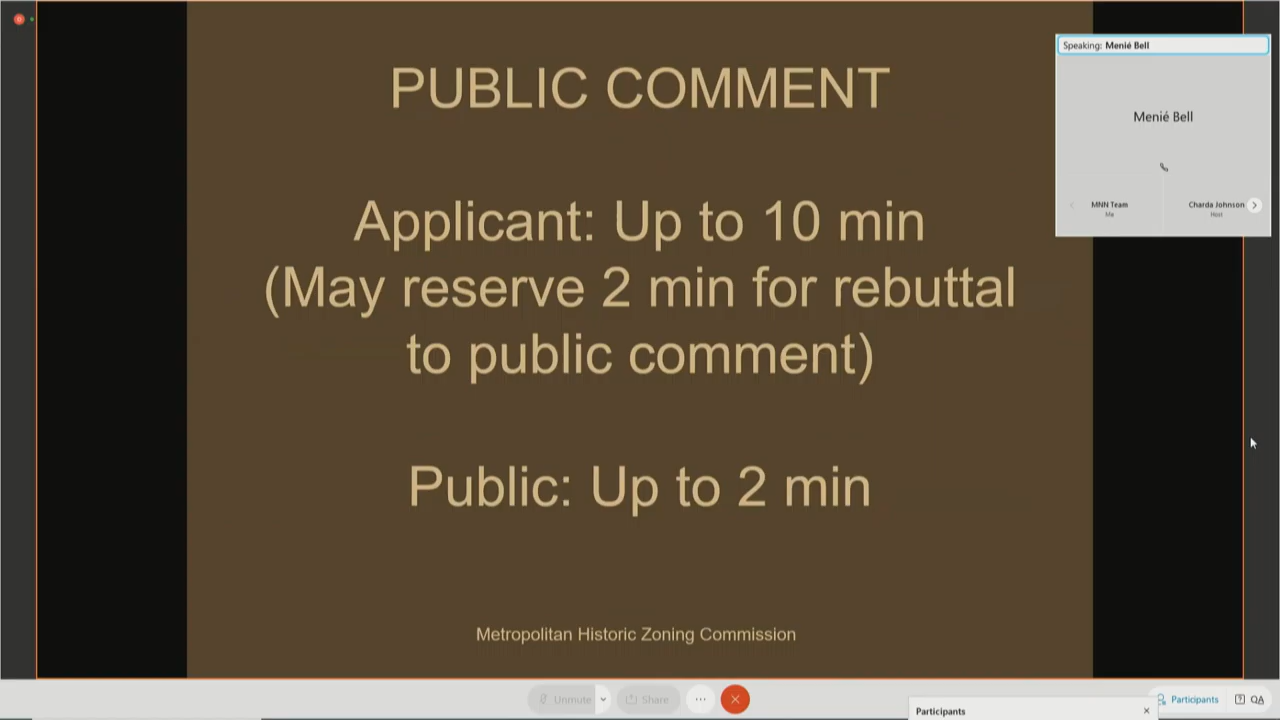 PUBLIC COMMENT
Applicant: Up to 10 min
(May reserve 2 min for rebuttal
to public comment)
Public: Up to 2 min
Metropolitan Historic Zoning Commission
Speaking: Menié Bell
Menié Bell
MNN Team
Me
Charda Johnson
Host
Unmute
Share
Participants
QA
Participants